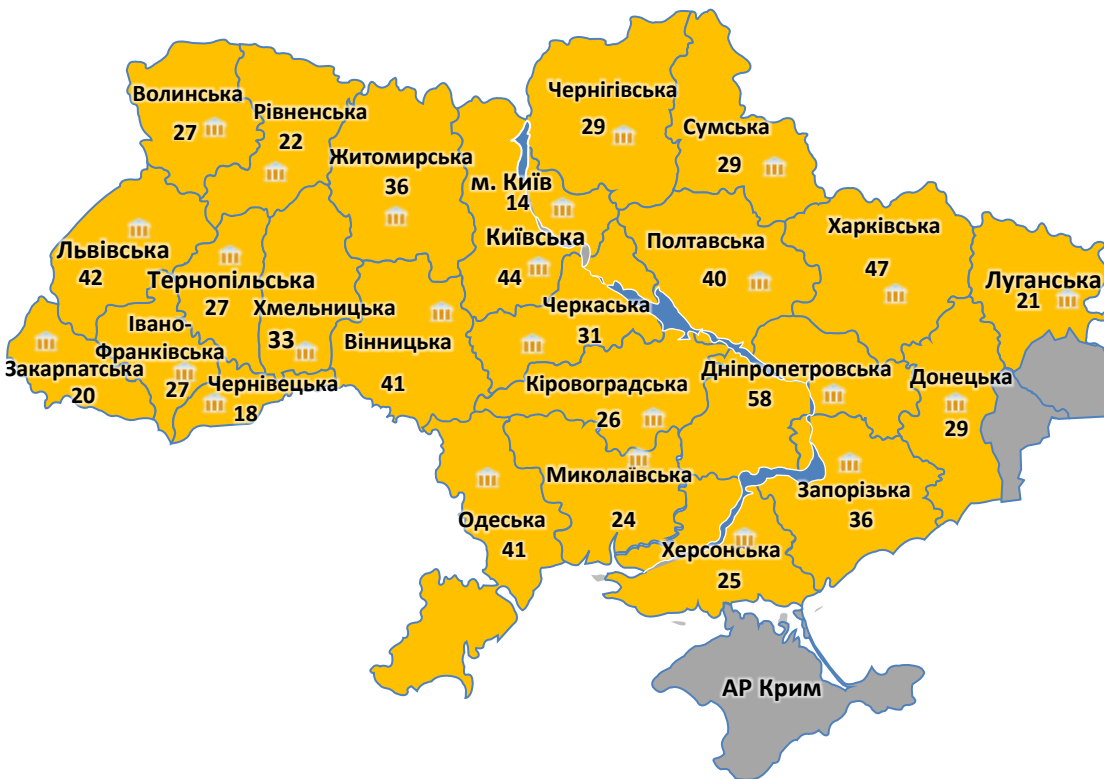 Волинська
27
Рівненська
22
Житомирська
36
м. Київ
14
Чернігівська
29
Сумська
29
Львівська
42
Тернопільська
27
Хмельницька
33
Вінницька
41
Київська
44
Черкаська
31
Полтавська
40
Харківська
47
Луганська
21
Закарпатська
20
Івано-
Франківська
27
Чернівецька
18
Кіровоградська
26
Дніпропетровська
58
Донецька
29
Одеська
41
Миколаївська
24
Запорізька
36
Херсонська
25
АР Крим